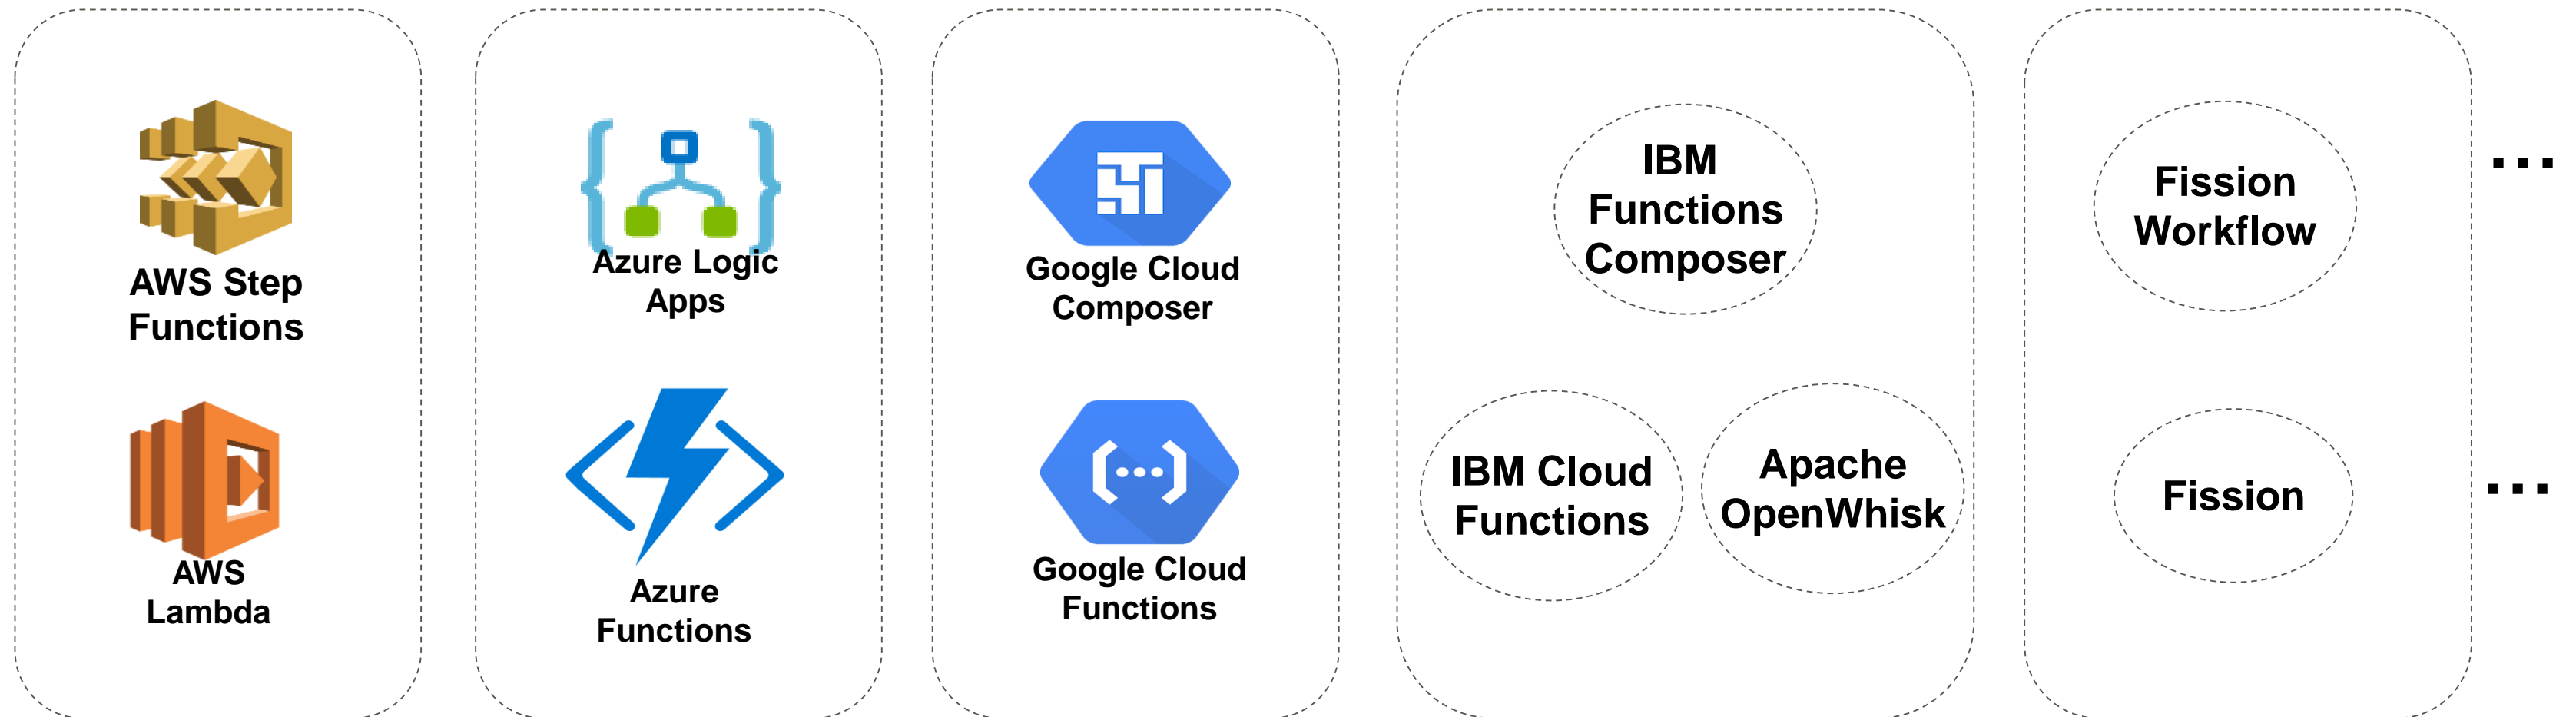 AWS Step
Functions
AWS
Lambda
Azure Logic
Apps
Azure
Functions
Google Cloud
Composer
Google Cloud
Functions
IBM
Functions
Composer
IBM Cloud
Functions
Apache
OpenWhisk
Fission
Workflow
Fission
...
...